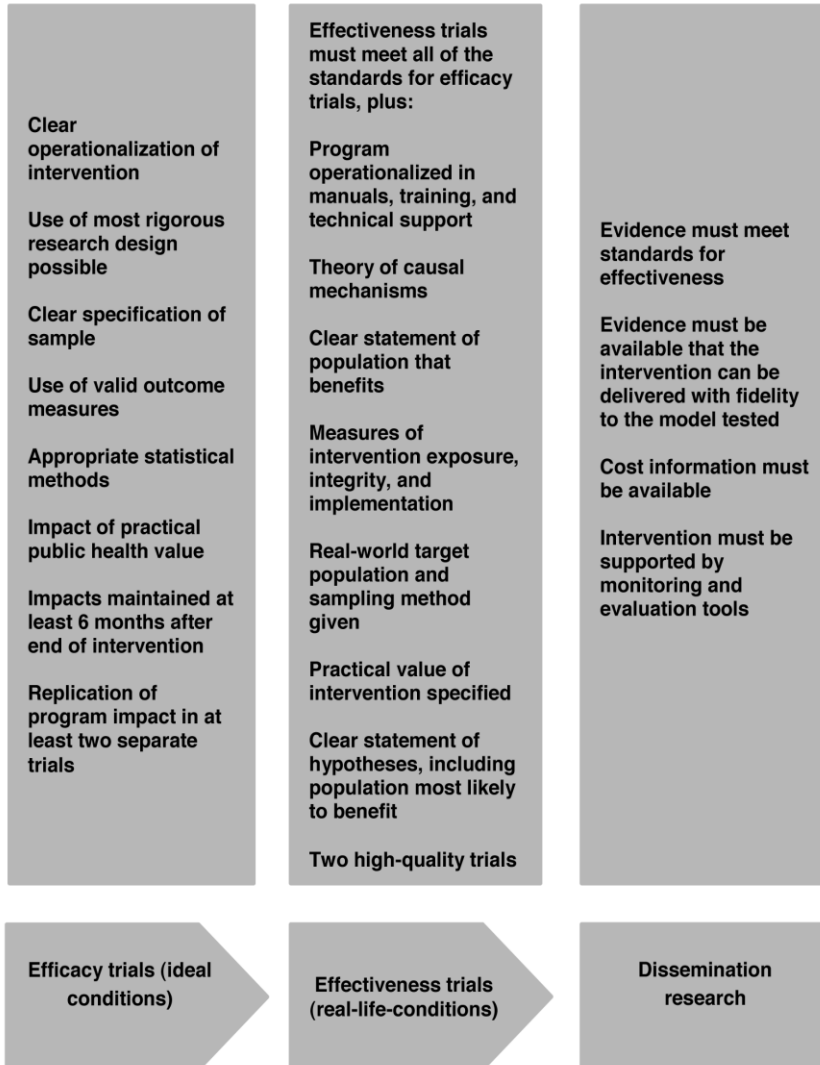 Clear
operationalization of
intervention
Use of most rigorous
research design
possible
Clear specification of
sample
Use of valid outcome
measures
Appropriate statistical
methods
Impact of practical
public health value
Impacts maintained at
least 6 months after
end of intervention
Replication of
program impact in at
least two separate
trials
Effectiveness trials
must meet all of the
standards for efficacy
trials, plus:
Program
operationalized in
manuals, training, and
technical support
Theory of causal
mechanisms
Clear statement of
population that
benefits
Measures of
intervention exposure,
integrity, and
implementation
Real-world target
population and
sampling method
given
Practical value of
intervention specified
Clear statement of
hypotheses, including
population most likely
to benefit
Two high-quality trials
Evidence must meet
standards for
effectiveness
Evidence must be
available that the
intervention can be
delivered with fidelity
to the model tested
Cost information must
be available
Intervention must be
supported by
monitoring and
evaluation tools
Efficacy trials (ideal
conditions)
Effectiveness trials
(real-life-conditions)
Dissemination
research